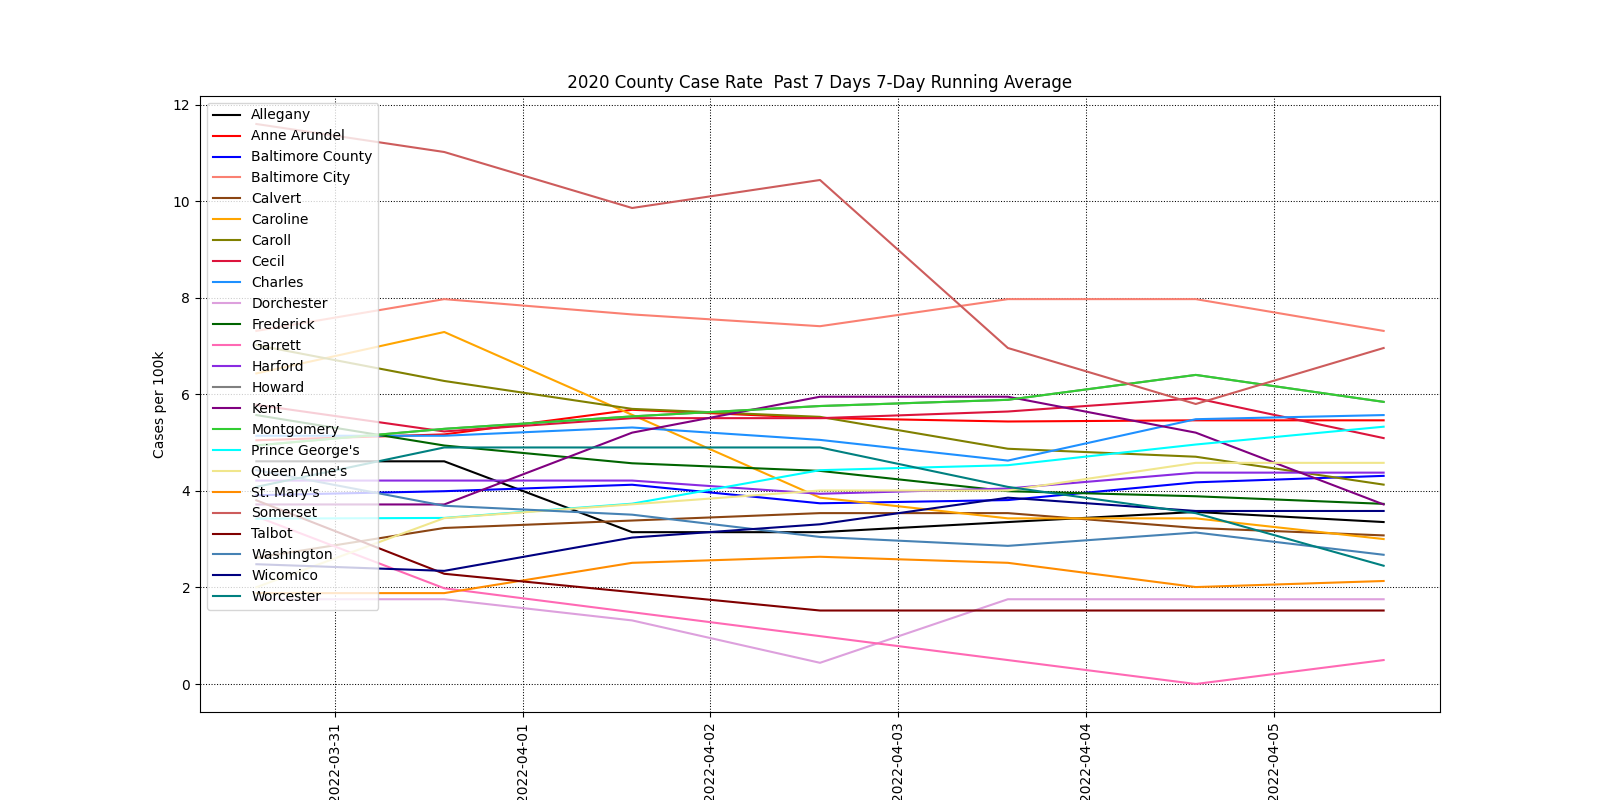 2020 County Case Rate  Past 7 Days 7-Day Running Average
Cases per 100k
12
10
8
6
4
2
0
Allegany
Anne Arundel
Baltimore County
Baltimore City
Calvert
Caroline
Caroll
Cecil
Charles
Dorchester
Frederick
Garrett
Harford
Howard
Kent
Montgomery
Prince George's
Queen Anne's
St. Mary's
Somerset
Talbot
Washington
Wicomico
Worcester
2022-03-31
2022-04-01
2022-04-02
2022-04-03
2022-04-04
2022-04-05